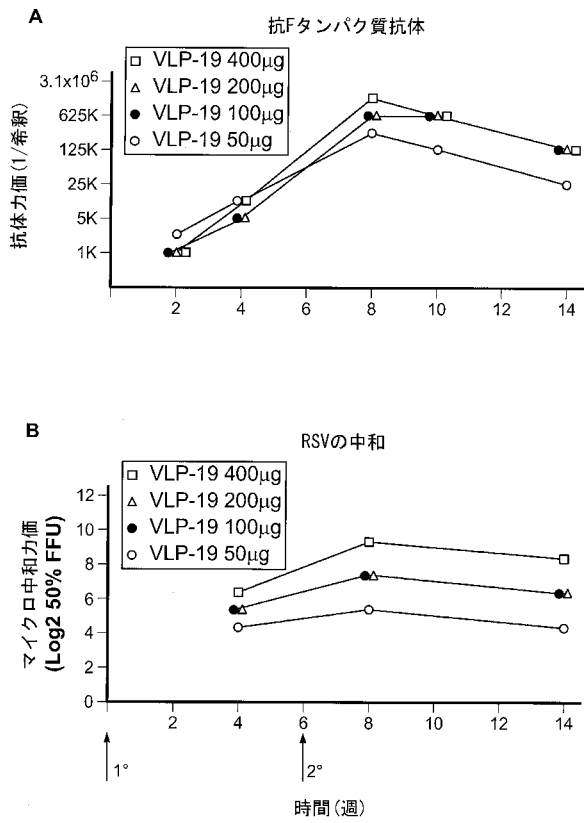 A
抗Fタンパク質抗体
VLP-19 400μg
VLP-19 200μg
VLP-19 100μg
VLP-19 50μg
抗体力価(1/希釈)
3.1x10⁶
625K
125K
25K
5K
1K
2 4 6 8 10 12 14
B
RSVの中和
VLP-19 400μg
VLP-19 200μg
VLP-19 100μg
VLP-19 50μg
マイクロ中和力価
(Log2 50% FFU)
12
10
8
6
4
2
0
2 4 6 8 10 12 14
1°
2°
時間(週)